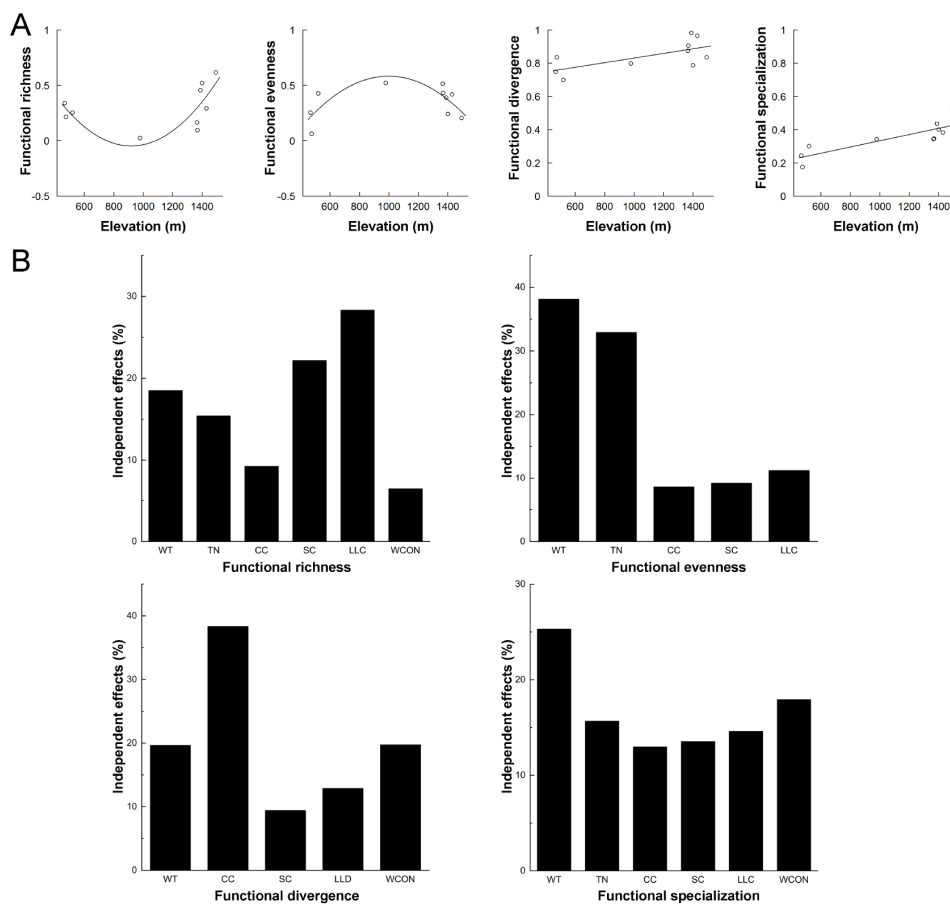 A
1
0.5
0
-0.5
Functional richness
600 800 1000 1200 1400
Elevation (m)
1
0.5
0
-0.5
Functional evenness
600 800 1000 1200 1400
Elevation (m)
1
0.8
0.6
0.4
0.2
0
Functional divergence
600 800 1000 1200 1400
Elevation (m)
1
0.8
0.6
0.4
0.2
0
Functional specialization
600 800 1000 1200 1400
Elevation (m)
B
30
20
10
0
Independent effects (%)
WT TN CC SC LLC WCON
Functional richness
40
30
20
10
0
Independent effects (%)
WT TN CC SC LLC
Functional evenness
40
30
20
10
0
Independent effects (%)
WT CC SC LLD WCON
Functional divergence
30
20
10
0
Independent effects (%)
WT TN CC SC LLC WCON
Functional specialization